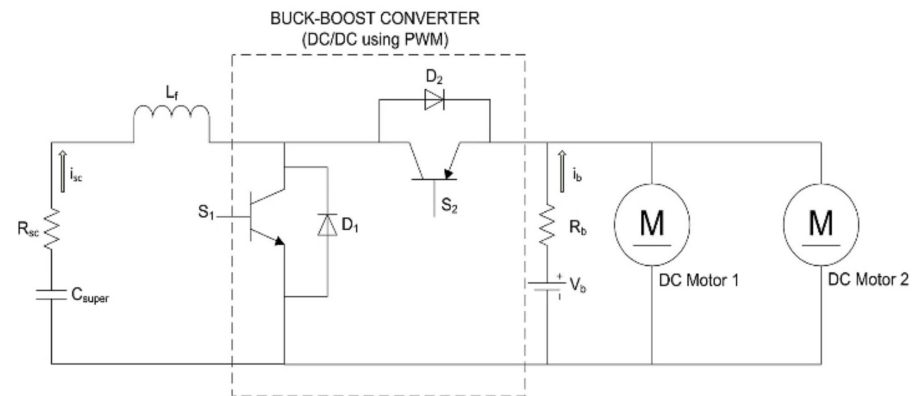 BUCK-BOOST CONVERTER
(DC/DC using PWM)
D2
Lf
isc
ib
S1
D1
S2
Rsc
Rb
M
M
Csuper
Vb
+
-
DC Motor 1
DC Motor 2